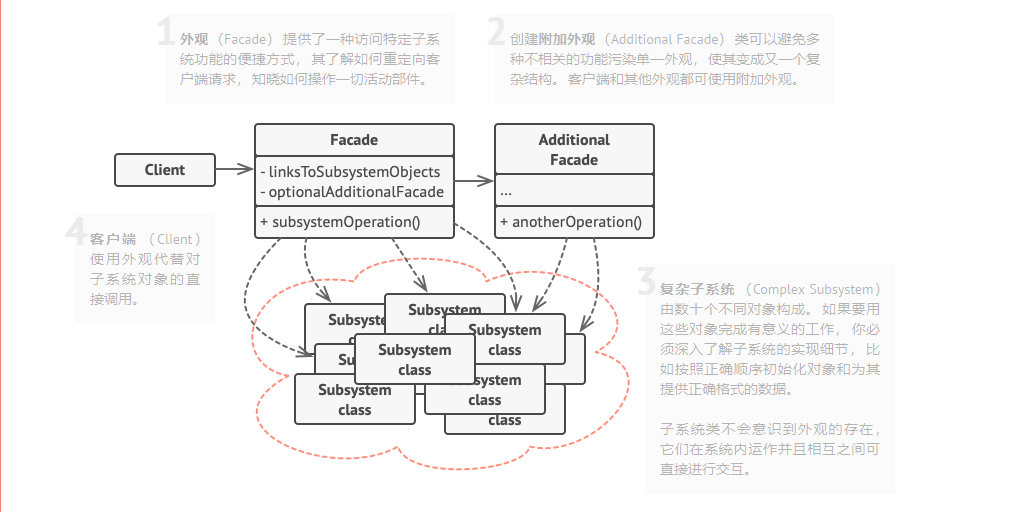 1
外观 （Facade） 提供了一种访问特定子系
统功能的便捷方式， 其了解如何重定向客
户端请求，知晓如何操作一切活动部件。
2
创建附加外观 （Additional Facade） 类可以避免多
种不相关的功能污染单一外观， 使其变成又一个复
杂结构。 客户端和其他外观都可使用附加外观。
Client
Facade
- linksToSubsystemObjects
- optionalAdditionalFacade
+ subsystemOperation()
Additional
Facade
...
+ anotherOperation()
4
客户端 （Client）
使用外观代替对
子系统对象的直
接调用。
3
复杂子系统 （Complex Subsystem）
由数十个不同对象构成。 如果要用
这些对象完成有意义的工作， 你必
须深入了解子系统的实现细节， 比
如按照正确顺序初始化对象和为其
提供正确格式的数据。
子系统类不会意识到外观的存在，
它们在系统内运作并且相互之间可
直接进行交互。
Subsystem
Subsystem
class
Subsystem
class
Subsystem
class
class